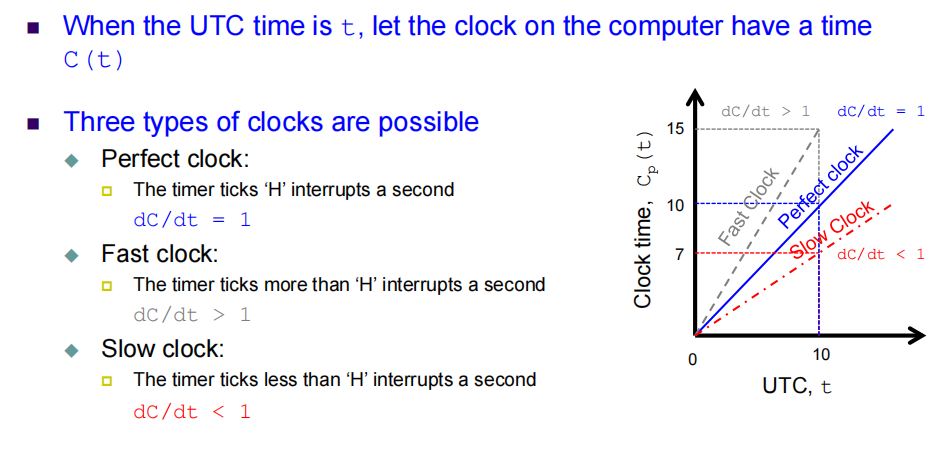 When the UTC time is t, let the clock on the computer have a time
C(t)
Three types of clocks are possible
Perfect clock:
The timer ticks ‘H’ interrupts a second
dC/dt = 1
Fast clock:
The timer ticks more than ‘H’ interrupts a second
dC/dt > 1
Slow clock:
The timer ticks less than ‘H’ interrupts a second
dC/dt < 1
dC/dt > 1
dC/dt = 1
15
10
7
Clock time, Cp(t)
Fast Clock
Perfect clock
Slow Clock
dC/dt < 1
0
10
UTC, t